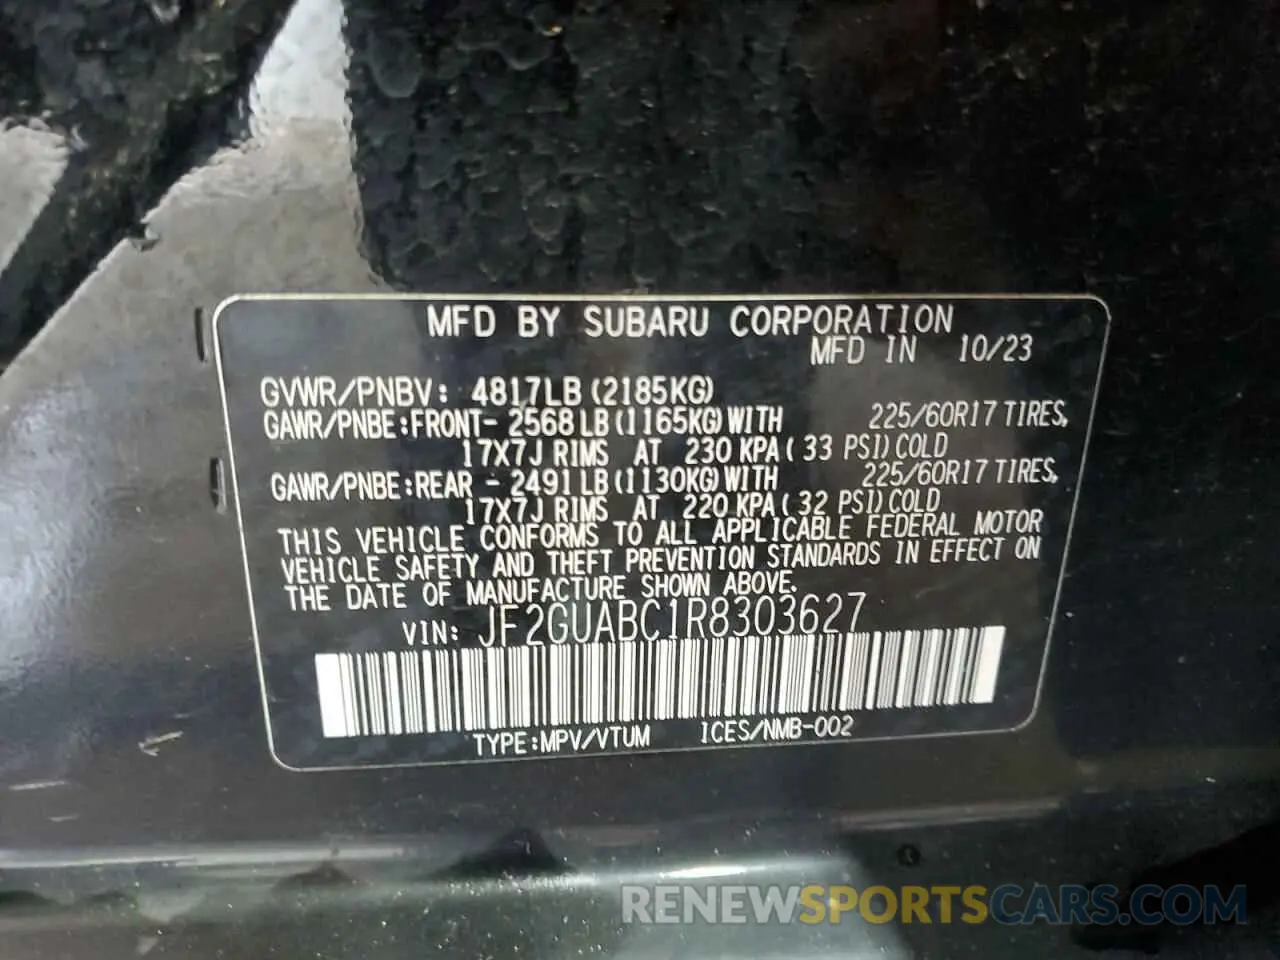 MFD BY SUBARU CORPORATION
MFD IN 10/23
GVWR/PNBV: 4817LB (2185KG)
GAWR/PNBE:FRONT- 2568LB (1165KG) WITH 225/60R17 TIRES,
17X7J RIMS AT 230 KPA ( 33 PSI) COLD
GAWR/PNBE:REAR - 2491LB (1130KG) WITH 225/60R17 TIRES,
17X7J RIMS AT 220 KPA ( 32 PSI) COLD
THIS VEHICLE CONFORMS TO ALL APPLICABLE FEDERAL MOTOR
VEHICLE SAFETY AND THEFT PREVENTION STANDARDS IN EFFECT ON
THE DATE OF MANUFACTURE SHOWN ABOVE.
VIN: JF2GUABC1R8303627
TYPE:MPV/VTUM ICES/NMB-002
RENEWSPORTSCARS.COM